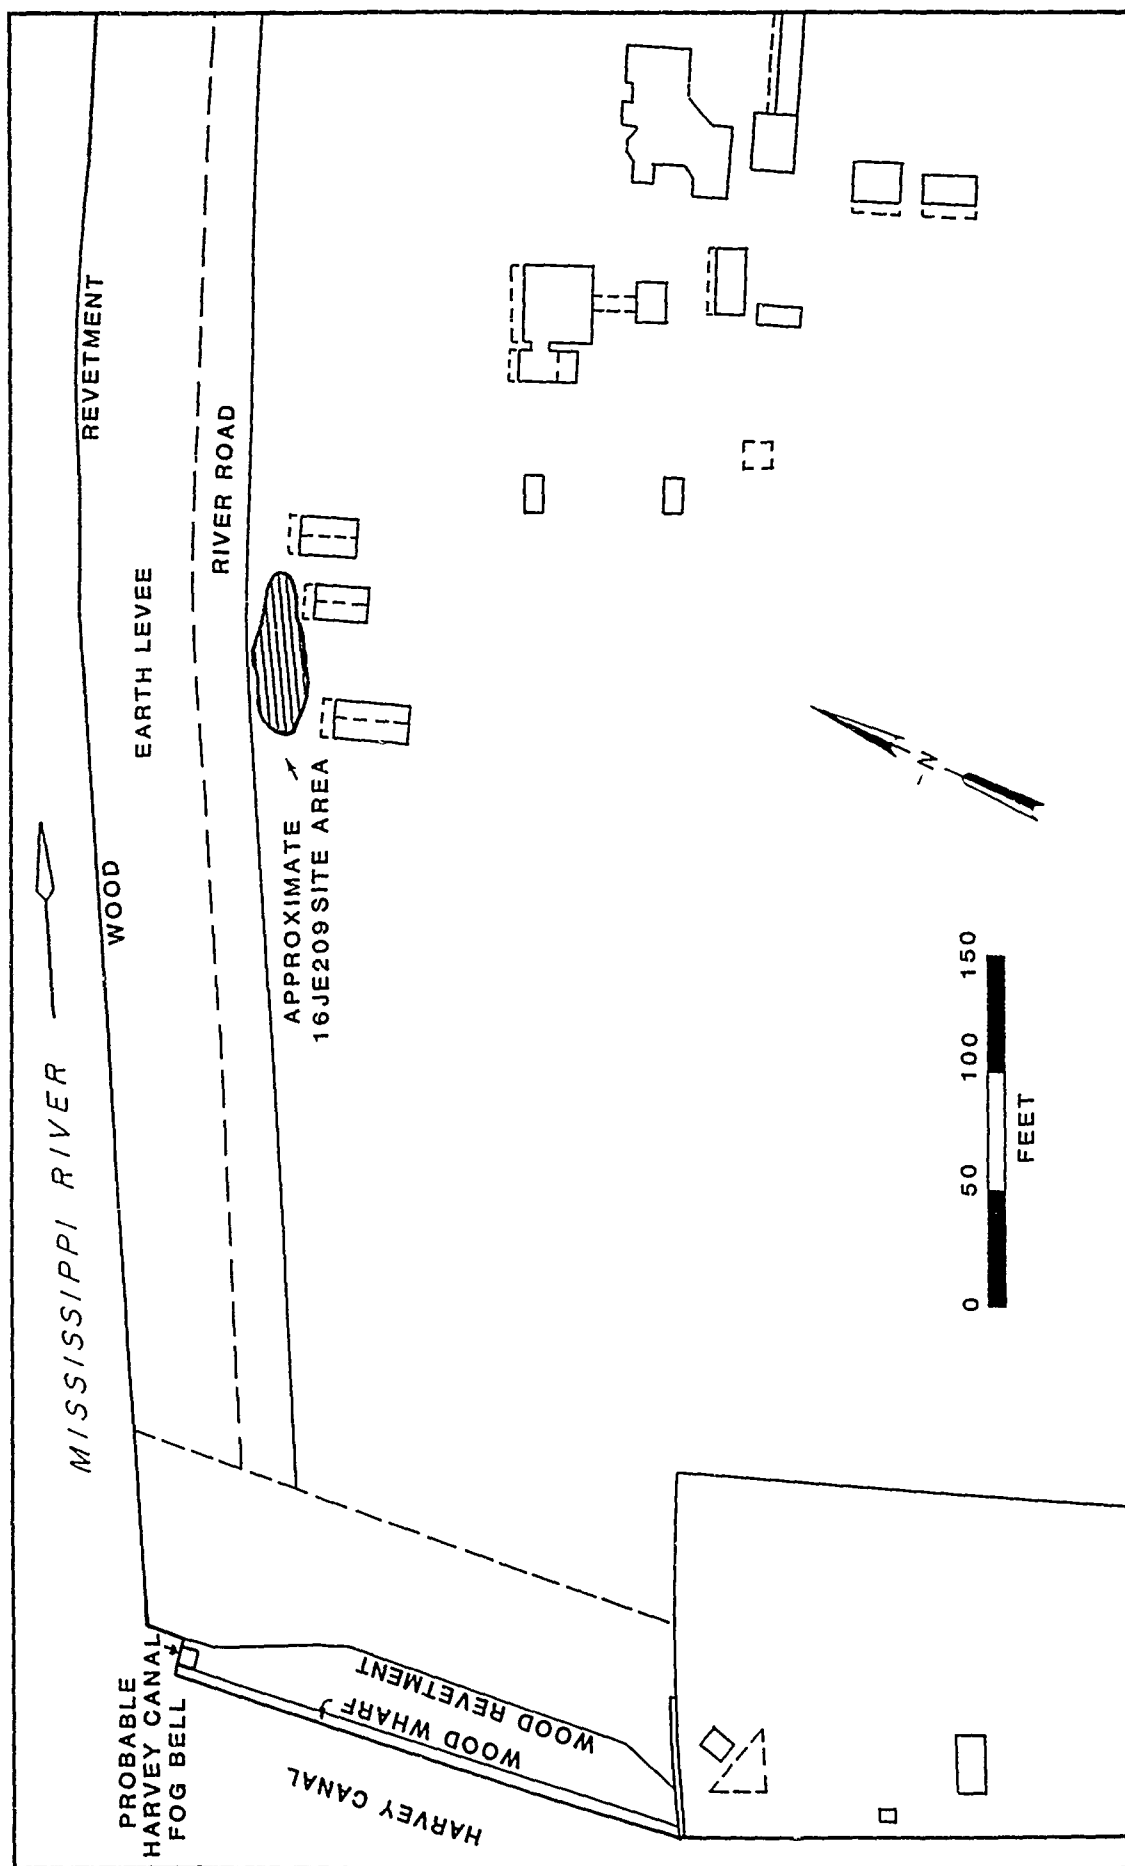 MISSISSIPPI RIVER
WOOD REVETMENT
EARTH LEVEE
RIVER ROAD
APPROXIMATE
16JE209 SITE AREA
PROBABLE
HARVEY CANAL
FOG BELL
WOOD REVETMENT
WOOD WHARF
HARVEY CANAL
N
0 50 100 150
FEET